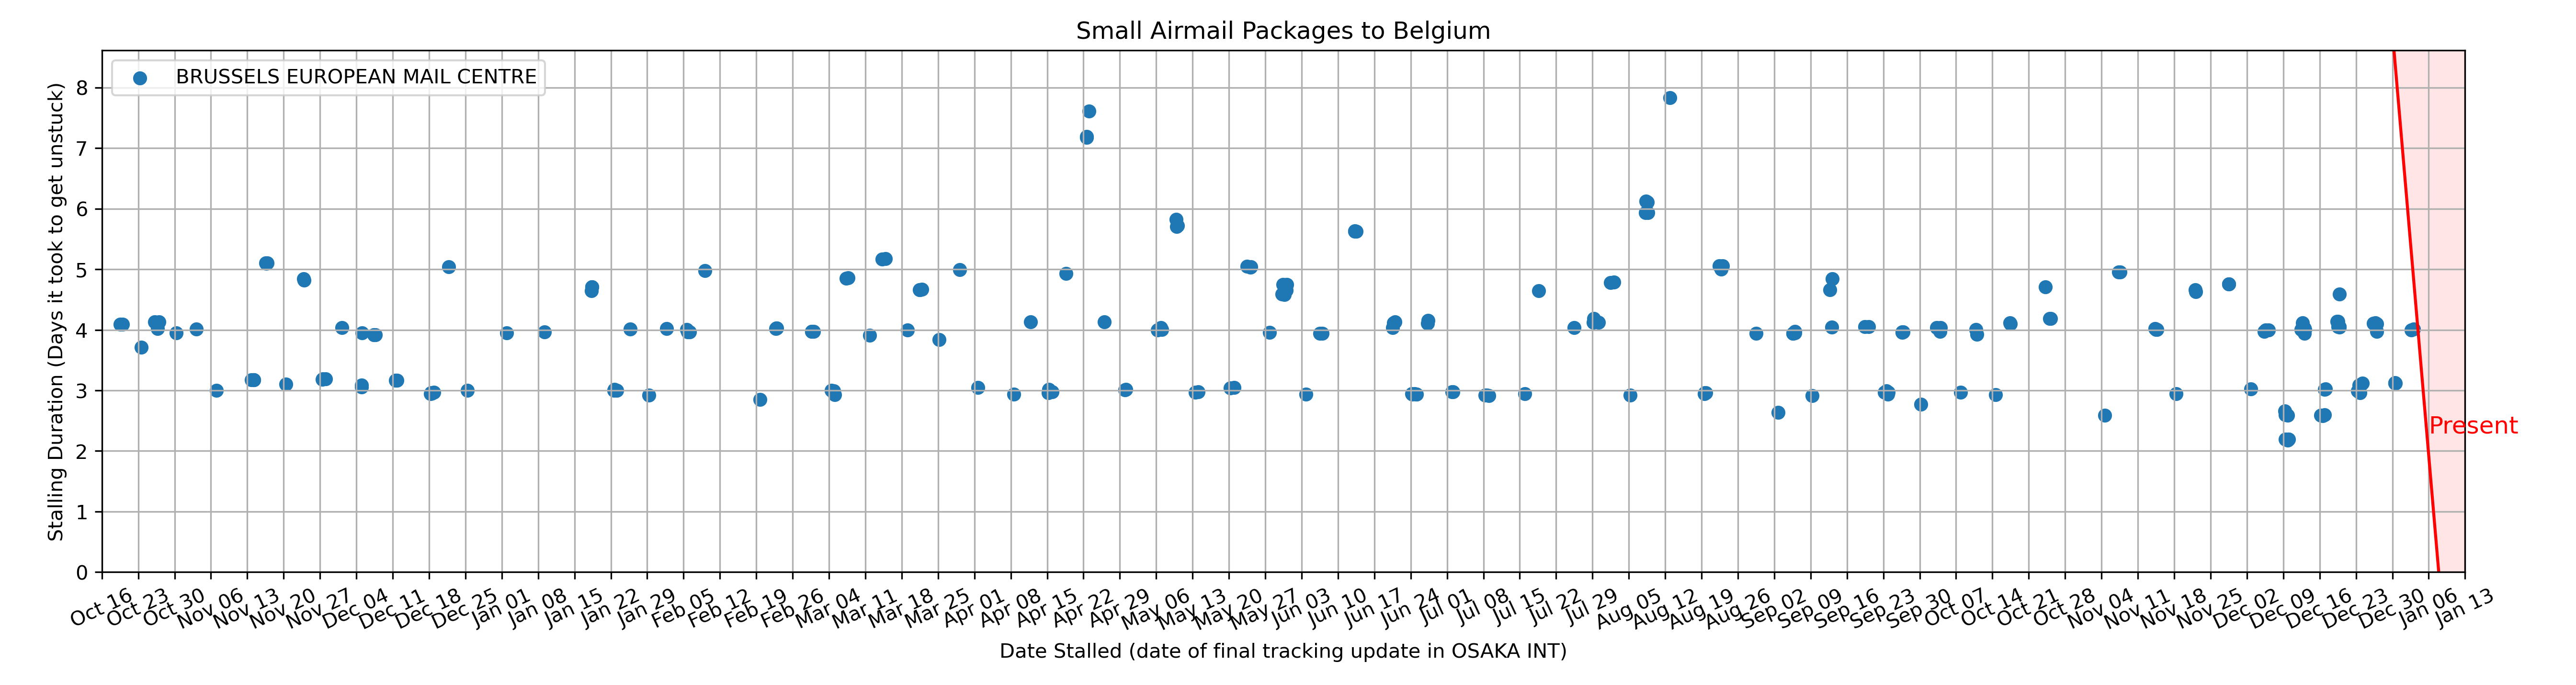 Small Airmail Packages to Belgium
BRUSSELS EUROPEAN MAIL CENTRE
Stalling Duration (Days it took to get unstuck)
8
7
6
5
4
3
2
1
0
Present
Oct 16 Oct 23 Oct 30 Nov 06 Nov 13 Nov 20 Nov 27 Dec 04 Dec 11 Dec 18 Dec 25 Jan 01 Jan 08 Jan 15 Jan 22 Jan 29 Feb 05 Feb 12 Feb 19 Feb 26 Mar 04 Mar 11 Mar 18 Mar 25 Apr 01 Apr 08 Apr 15 Apr 22 Apr 29 May 06 May 13 May 20 May 27 Jun 03 Jun 10 Jun 17 Jun 24 Jul 01 Jul 08 Jul 15 Jul 22 Jul 29 Aug 05 Aug 12 Aug 19 Aug 26 Sep 02 Sep 09 Sep 16 Sep 23 Sep 30 Oct 07 Oct 14 Oct 21 Oct 28 Nov 04 Nov 11 Nov 18 Nov 25 Dec 02 Dec 09 Dec 16 Dec 23 Dec 30 Jan 06 Jan 13
Date Stalled (date of final tracking update in OSAKA INT)